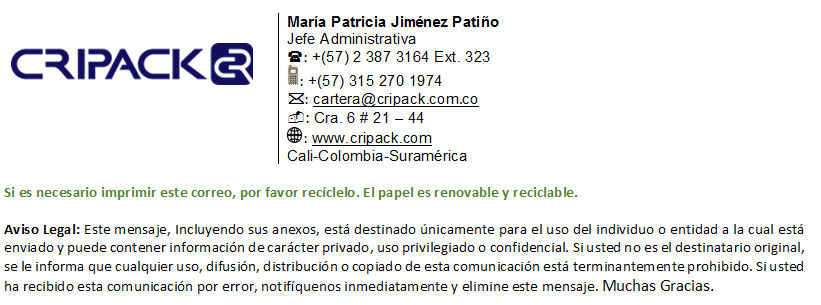 CRIPACK
María Patricia Jiménez Patiño
Jefe Administrativa
: +(57) 2 387 3164 Ext. 323
: +(57) 315 270 1974
: cartera@cripack.com.co
: Cra. 6 # 21 – 44
: www.cripack.com
Cali-Colombia-Suramérica
Si es necesario imprimir este correo, por favor recíclelo. El papel es renovable y reciclable.
Aviso Legal: Este mensaje, Incluyendo sus anexos, está destinado únicamente para el uso del individuo o entidad a la cual está
enviado y puede contener información de carácter privado, uso privilegiado o confidencial. Si usted no es el destinatario original,
se le informa que cualquier uso, difusión, distribución o copiado de esta comunicación está terminantemente prohibido. Si usted
ha recibido esta comunicación por error, notifíquenos inmediatamente y elimine este mensaje. Muchas Gracias.